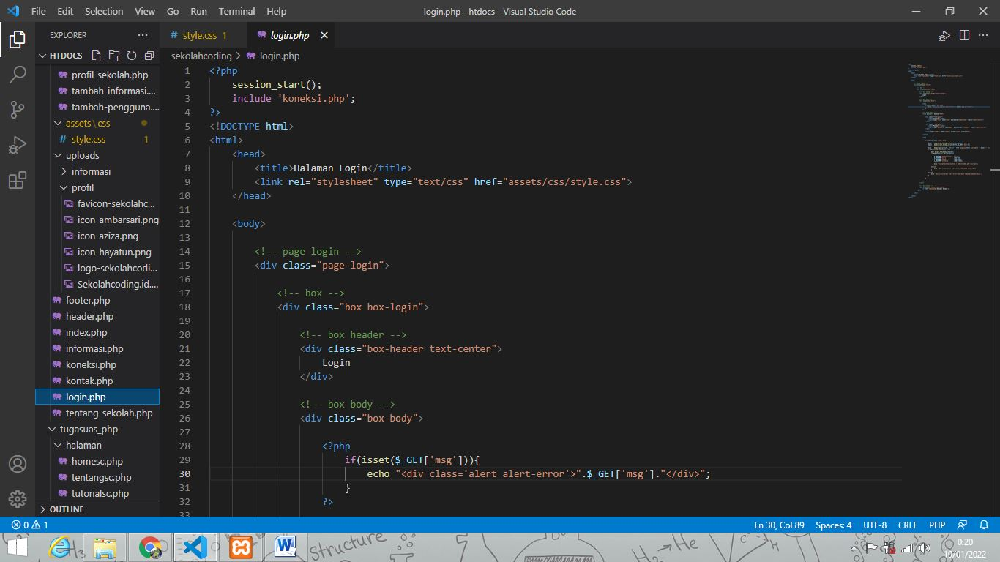 File Edit Selection View Go Run Terminal Help
login.php - htdocs - Visual Studio Code
EXPLORER
HTDOCS
profil-sekolah.php
tambah-informasi....
tambah-pengguna....
assets\css
# style.css 1
uploads
informasi
profil
favicon-sekolahc...
icon-ambarsari.png
icon-aziza.png
icon-hayatun.png
logo-sekolahcodi...
Sekolahcoding.id....
footer.php
header.php
index.php
informasi.php
koneksi.php
kontak.php
login.php
tentang-sekolah.php
tugasuas_php
halaman
homesc.php
tentangsc.php
tutorialsc.php
OUTLINE
# style.css 1
login.php
sekolahcoding > login.php
1 <?php
2 session_start();
3 include 'koneksi.php';
4 ?>
5 <!DOCTYPE html>
6 <html>
7 <head>
8 <title>Halaman Login</title>
9 <link rel="stylesheet" type="text/css" href="assets/css/style.css">
10 </head>
11
12 <body>
13
14 <!-- page login -->
15 <div class="page-login">
16
17 <!-- box -->
18 <div class="box box-login">
19
20 <!-- box header -->
21 <div class="box-header text-center">
22 Login
23 </div>
24
25 <!-- box body -->
26 <div class="box-body">
27
28 <?php
29 if(isset($_GET['msg'])){
30 echo "<div class='alert alert-error'>".$_GET['msg']."</div>";
31 }
32 ?>
33
0 1
Ln 30, Col 89 Spaces: 4 UTF-8 CRLF PHP
structure
H2 → He
0:20
19/01/2022